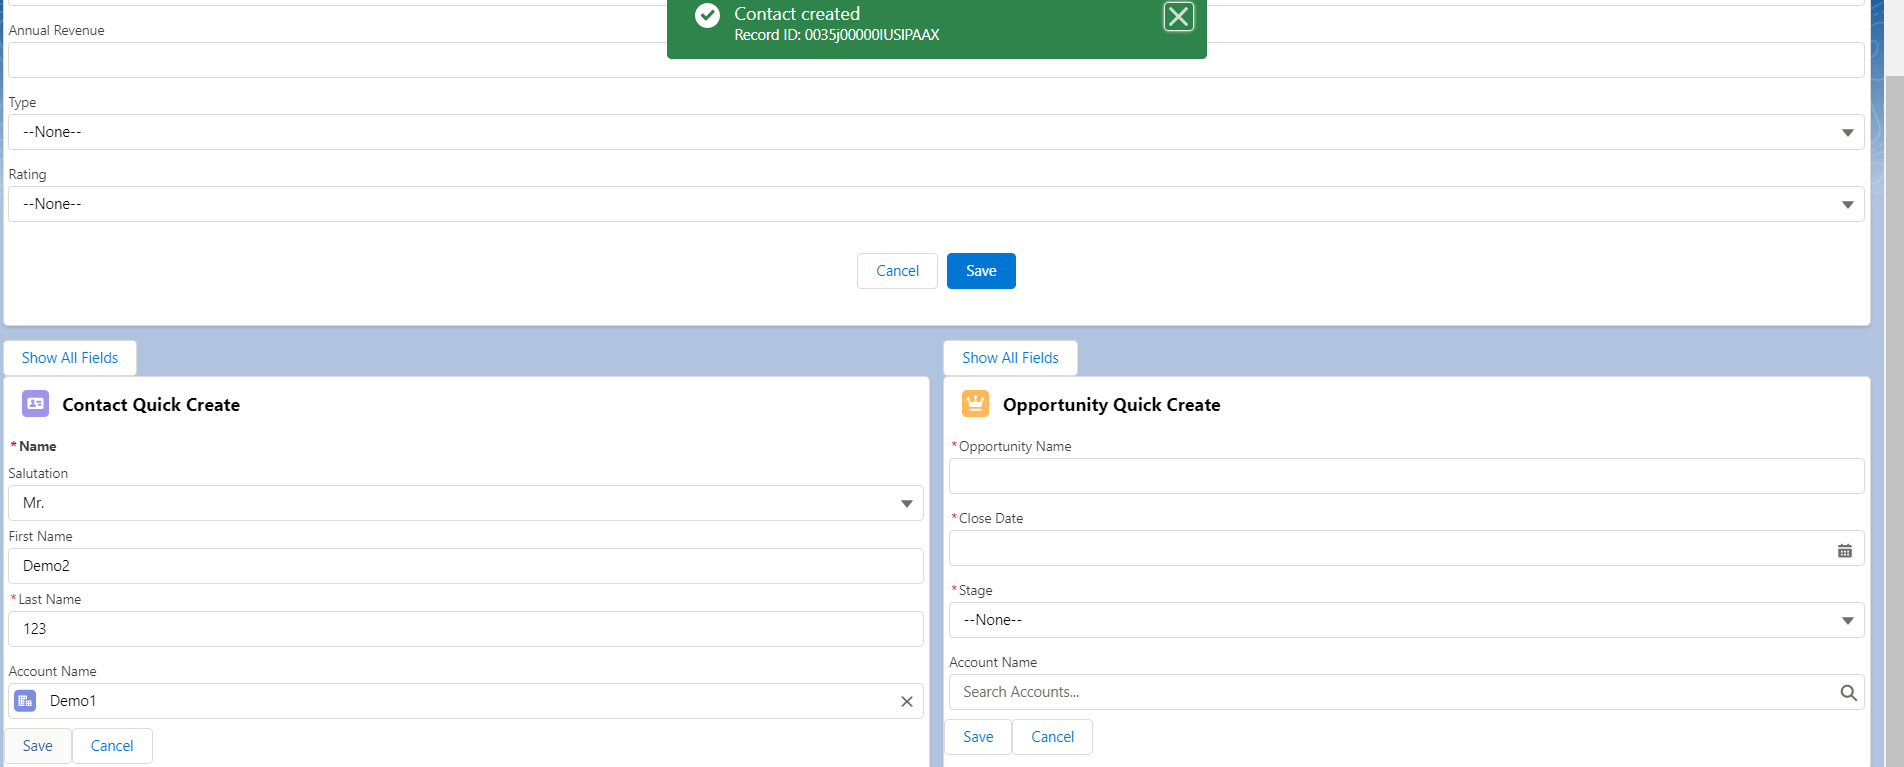 Contact created
Record ID: 0035j00000IUSIPAAX
Annual Revenue
Type
--None--
Rating
--None--
Cancel
Save
Show All Fields
Contact Quick Create
* Name
Salutation
Mr.
First Name
Demo2
* Last Name
123
Account Name
Demo1
Save
Cancel
Show All Fields
Opportunity Quick Create
* Opportunity Name
* Close Date
* Stage
--None--
Account Name
Search Accounts...
Save
Cancel